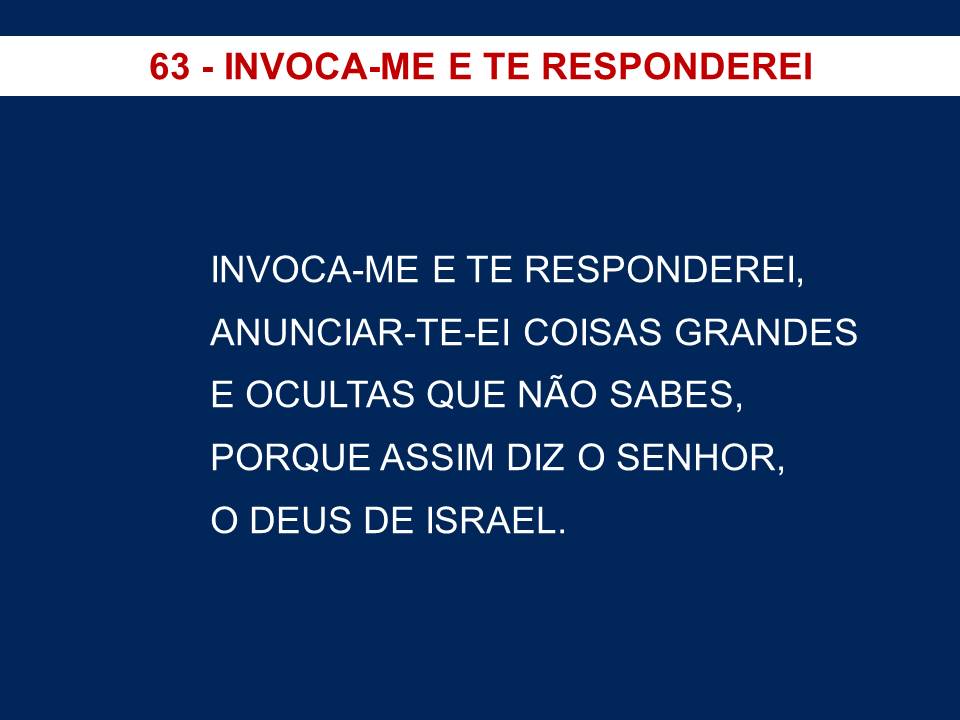 63 - INVOCA-ME E TE RESPONDEREI
INVOCA-ME E TE RESPONDEREI,
ANUNCIAR-TE-EI COISAS GRANDES
E OCULTAS QUE NÃO SABES,
PORQUE ASSIM DIZ O SENHOR,
O DEUS DE ISRAEL.